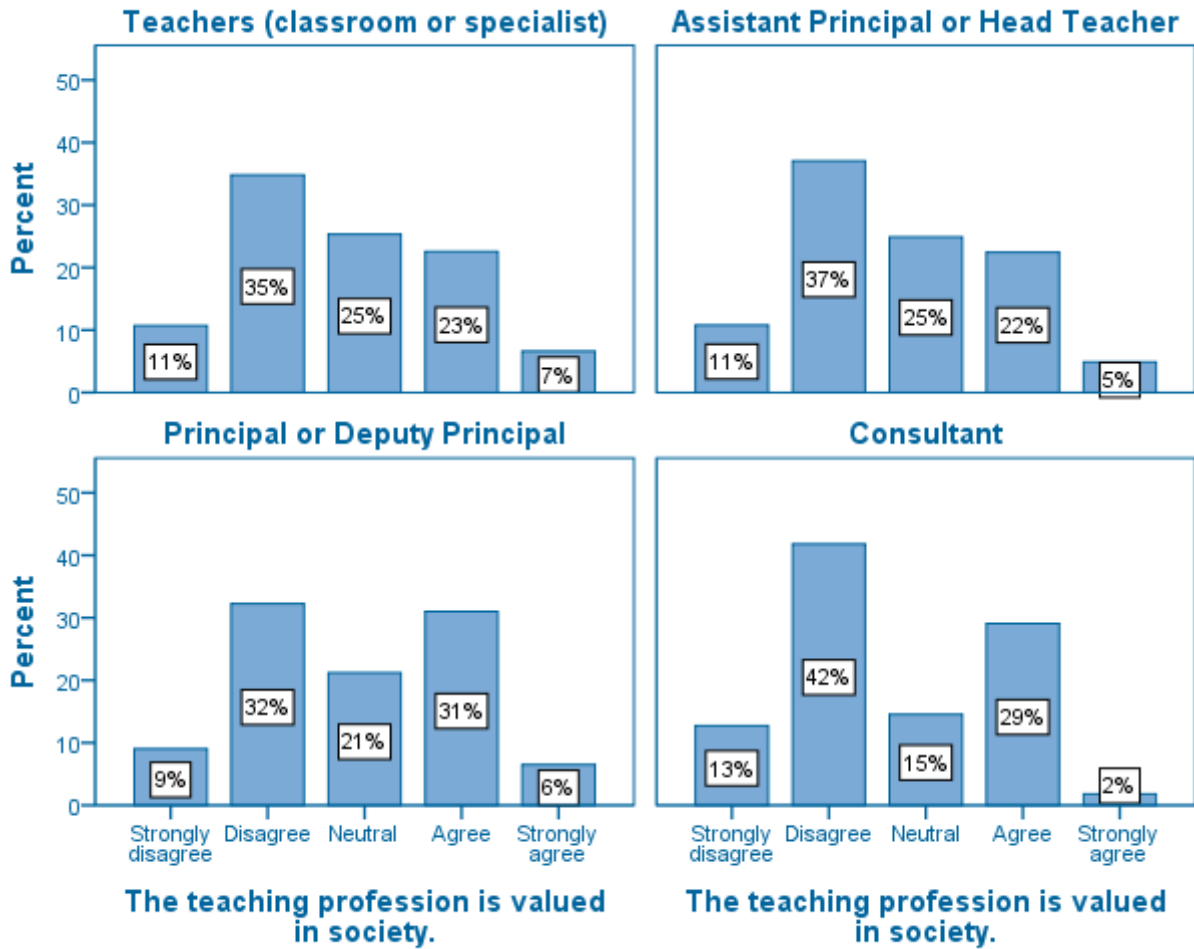 Teachers (classroom or specialist)
Assistant Principal or Head Teacher
Percent
50
40
30
20
10
0
11%
35%
25%
23%
7%
11%
37%
25%
22%
5%
Principal or Deputy Principal
Consultant
Percent
50
40
30
20
10
0
9%
32%
21%
31%
6%
13%
42%
15%
29%
2%
Strongly
disagree
Disagree
Neutral
Agree
Strongly
agree
Strongly
disagree
Disagree
Neutral
Agree
Strongly
agree
The teaching profession is valued
in society.
The teaching profession is valued
in society.